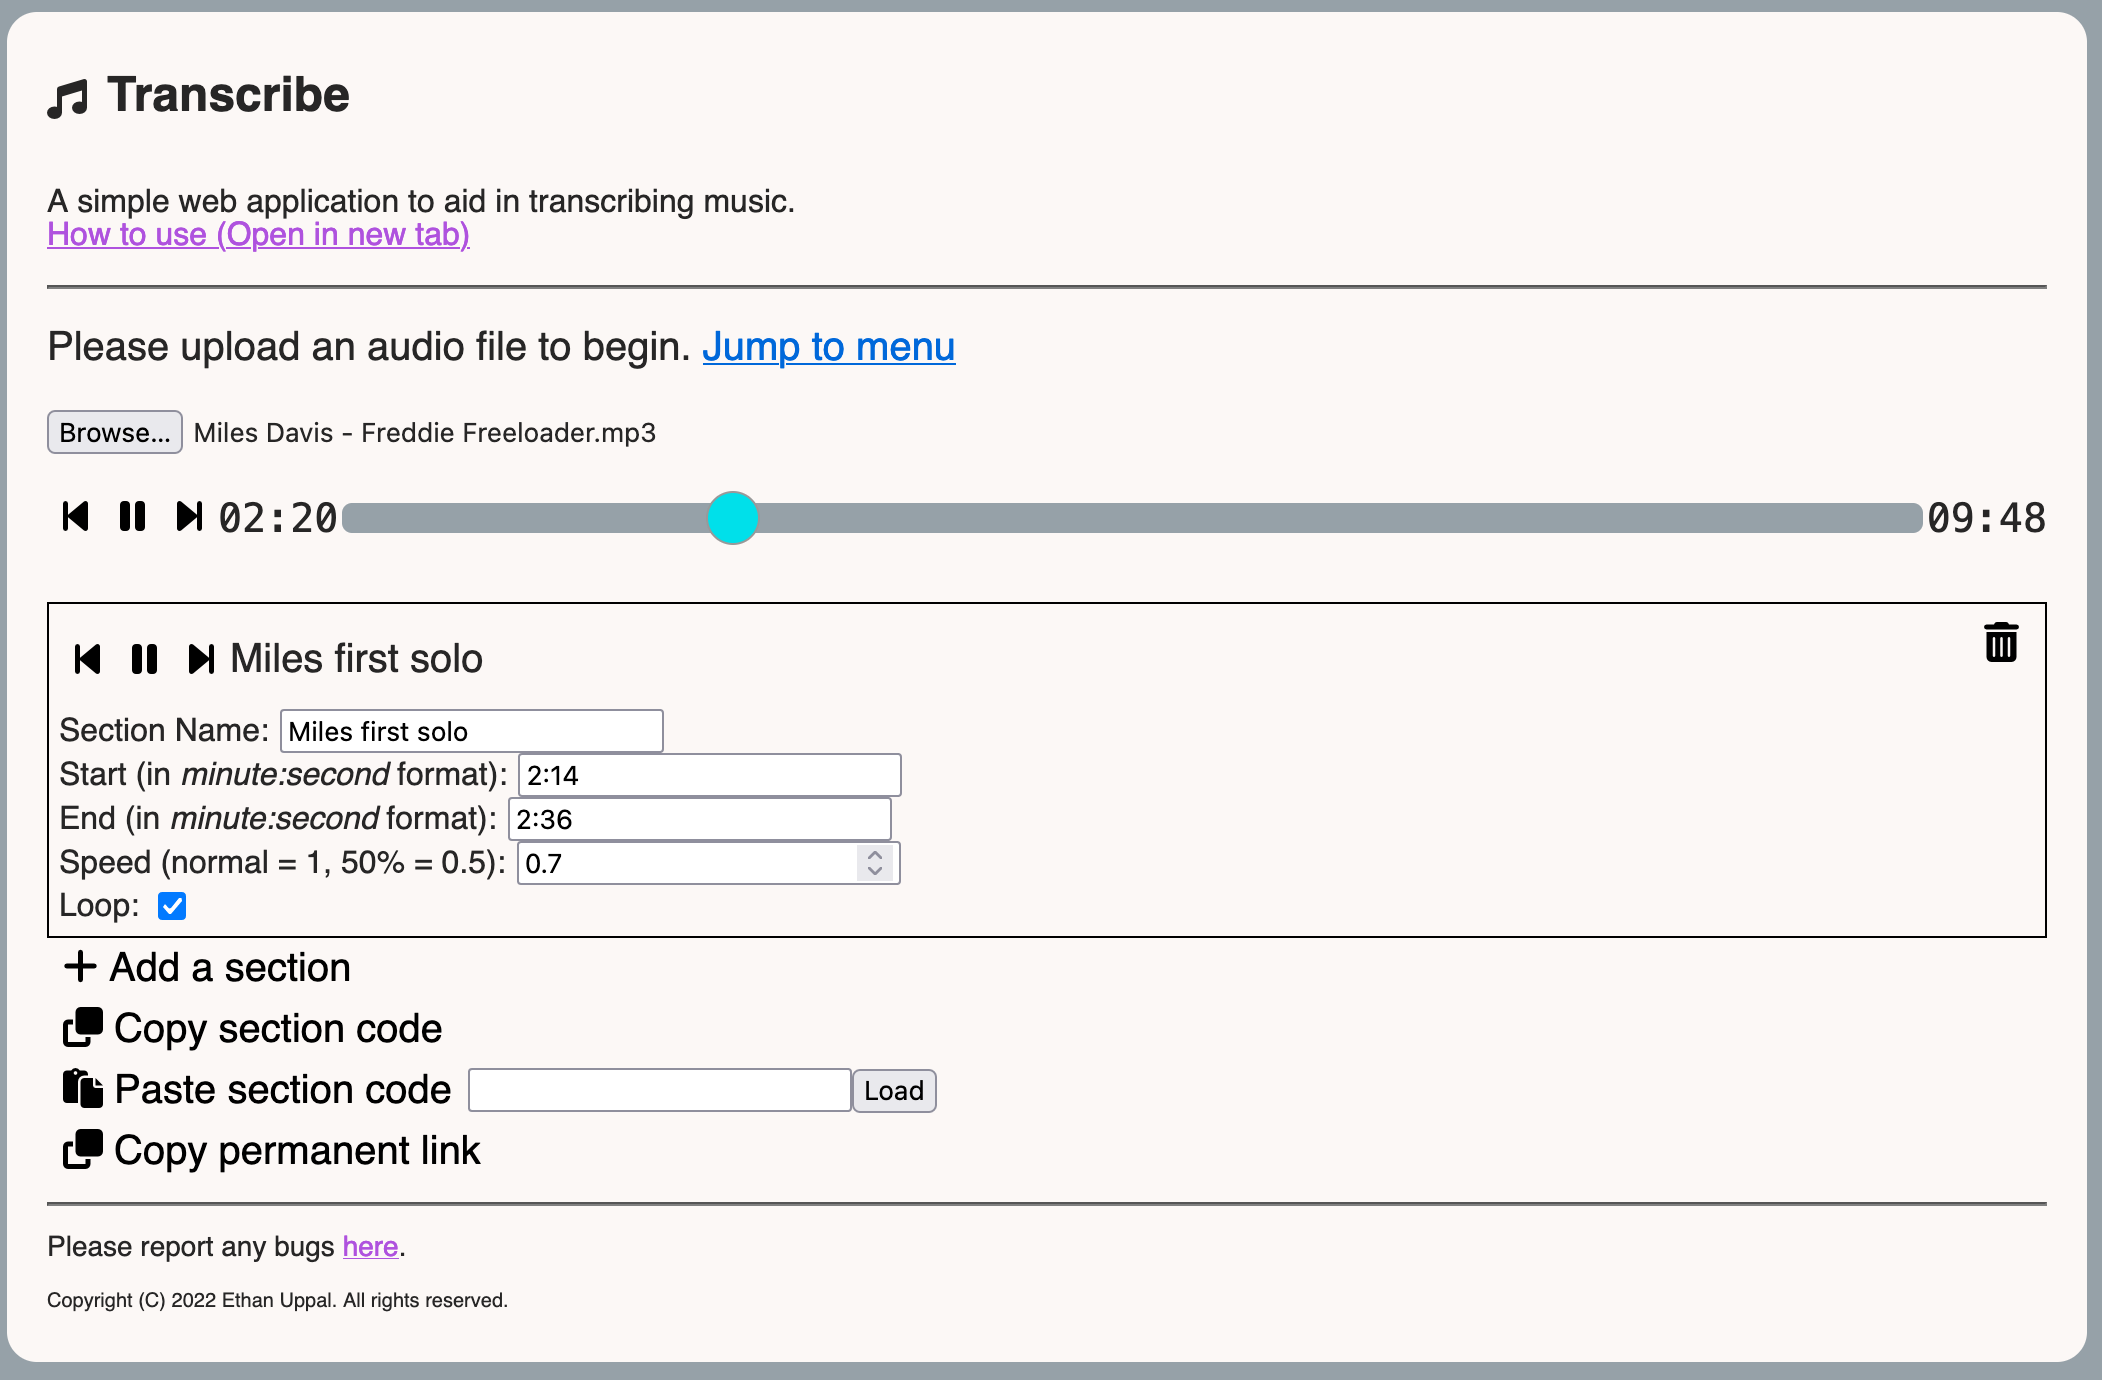 Transcribe
A simple web application to aid in transcribing music.
How to use (Open in new tab)
Please upload an audio file to begin. Jump to menu
Browse... Miles Davis - Freddie Freeloader.mp3
02:20 09:48
Miles first solo
Section Name: Miles first solo
Start (in minute:second format): 2:14
End (in minute:second format): 2:36
Speed (normal = 1, 50% = 0.5): 0.7
Loop:
Add a section
Copy section code
Paste section code Load
Copy permanent link
Please report any bugs here.
Copyright (C) 2022 Ethan Uppal. All rights reserved.